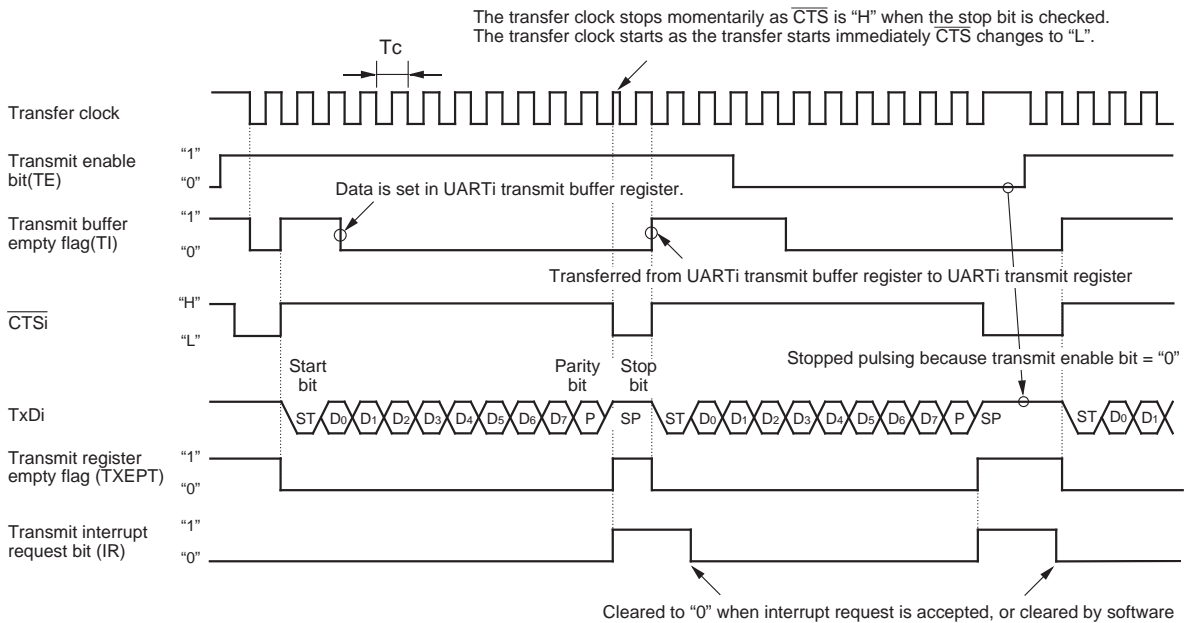 The transfer clock stops momentarily as CTS is “H” when the stop bit is checked.
The transfer clock starts as the transfer starts immediately CTS changes to “L”.
Tc
Transfer clock
Transmit enable
bit(TE)
“1”
“0”
Data is set in UARTi transmit buffer register.
Transmit buffer
empty flag(TI)
“1”
“0”
Transferred from UARTi transmit buffer register to UARTi transmit register
CTSi
“H”
“L”
Stopped pulsing because transmit enable bit = “0”
Start
bit
Parity
bit
Stop
bit
TxDi
ST D0 D1 D2 D3 D4 D5 D6 D7 P SP ST D0 D1 D2 D3 D4 D5 D6 D7 P SP ST D0 D1
Transmit register
empty flag (TXEPT)
“1”
“0”
Transmit interrupt
request bit (IR)
“1”
“0”
Cleared to “0” when interrupt request is accepted, or cleared by software